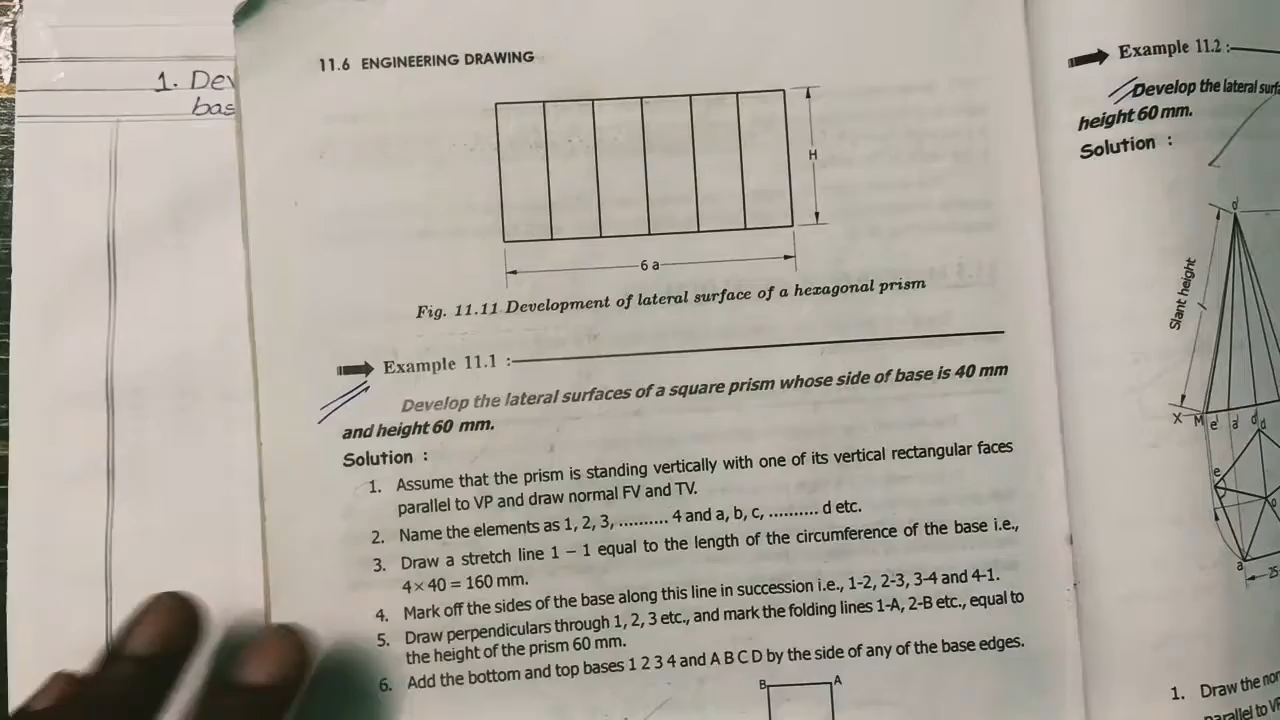 1. Dev
bas
11.6 ENGINEERING DRAWING
H
6 a
Fig. 11.11 Development of lateral surface of a hexagonal prism
Example 11.1 :
Develop the lateral surfaces of a square prism whose side of base is 40 mm
and height 60 mm.
Solution :
1. Assume that the prism is standing vertically with one of its vertical rectangular faces
parallel to VP and draw normal FV and TV.
2. Name the elements as 1, 2, 3, .......... 4 and a, b, c, .......... d etc.
3. Draw a stretch line 1 – 1 equal to the length of the circumference of the base i.e.,
4 × 40 = 160 mm.
4. Mark off the sides of the base along this line in succession i.e., 1-2, 2-3, 3-4 and 4-1.
5. Draw perpendiculars through 1, 2, 3 etc., and mark the folding lines 1-A, 2-B etc., equal to
the height of the prism 60 mm.
6. Add the bottom and top bases 1 2 3 4 and A B C D by the side of any of the base edges.
B A
Example 11.2 :
Develop the lateral surfa
height 60 mm.
Solution :
o'
Slant height
X M e'
e
a
25
1. Draw the nor
parallel to VP